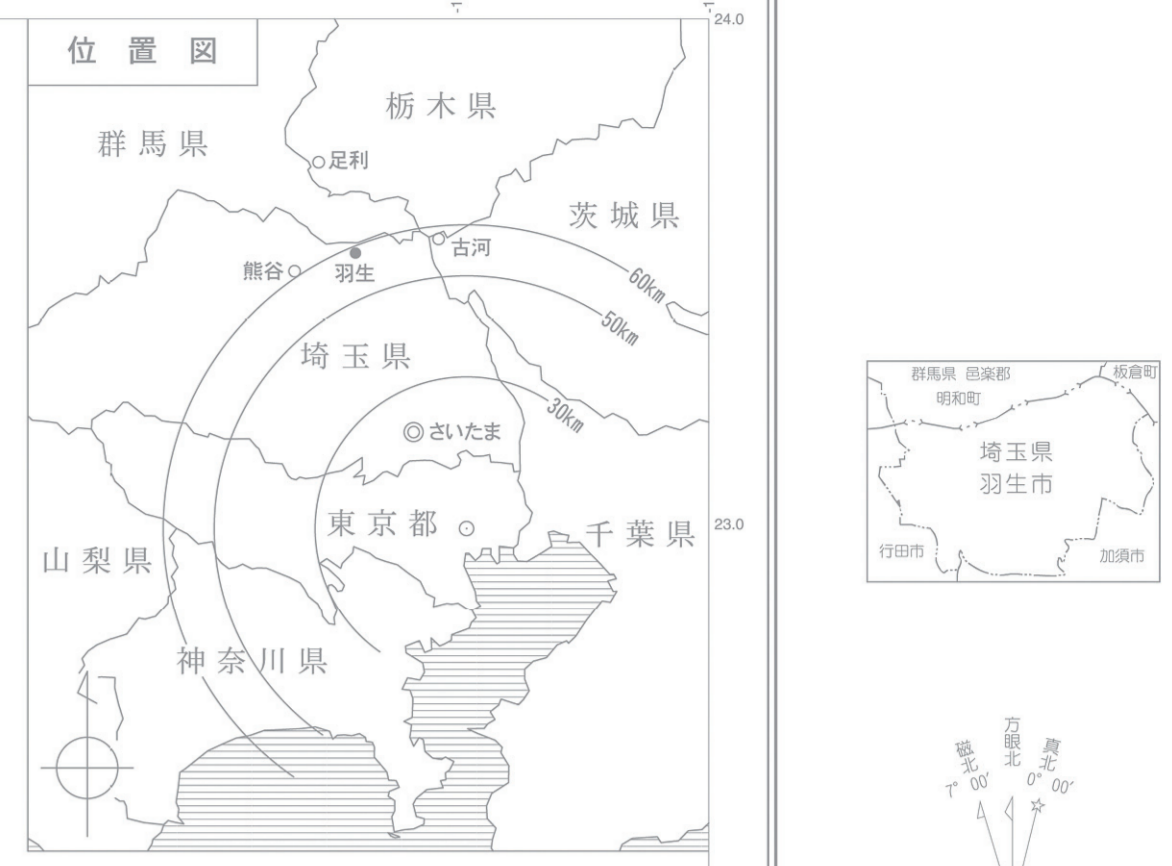 位置図
24.0
栃木県
群馬県
足利
茨城県
古河
熊谷
羽生
60km
50km
埼玉県
30km
さいたま
東京都
千葉県
23.0
山梨県
神奈川県
群馬県 邑楽郡
板倉町
明和町
埼玉県
羽生市
行田市
加須市
磁北
方眼北
真北
7° 00′
0° 00′